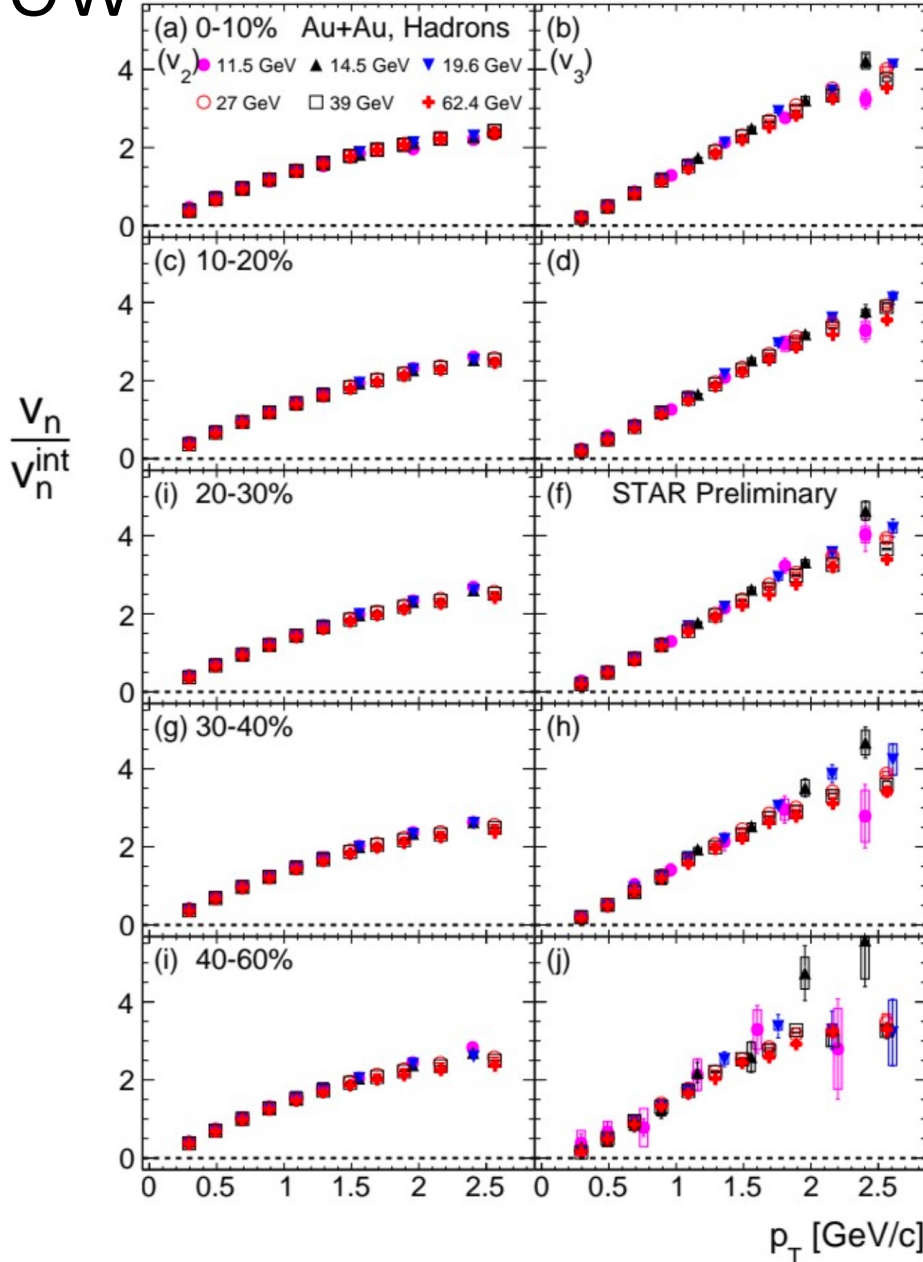 (a) 0-10% Au+Au, Hadrons (b)
(v2) 11.5 GeV 14.5 GeV 19.6 GeV (v3)
27 GeV 39 GeV 62.4 GeV
4
2
0
(c) 10-20% (d)
4
2
0
vn
vn^int
(i) 20-30% (f) STAR Preliminary
4
2
0
(g) 30-40% (h)
4
2
0
(i) 40-60% (j)
4
2
0
0 0.5 1 1.5 2 2.5 0 0.5 1 1.5 2 2.5
pT [GeV/c]